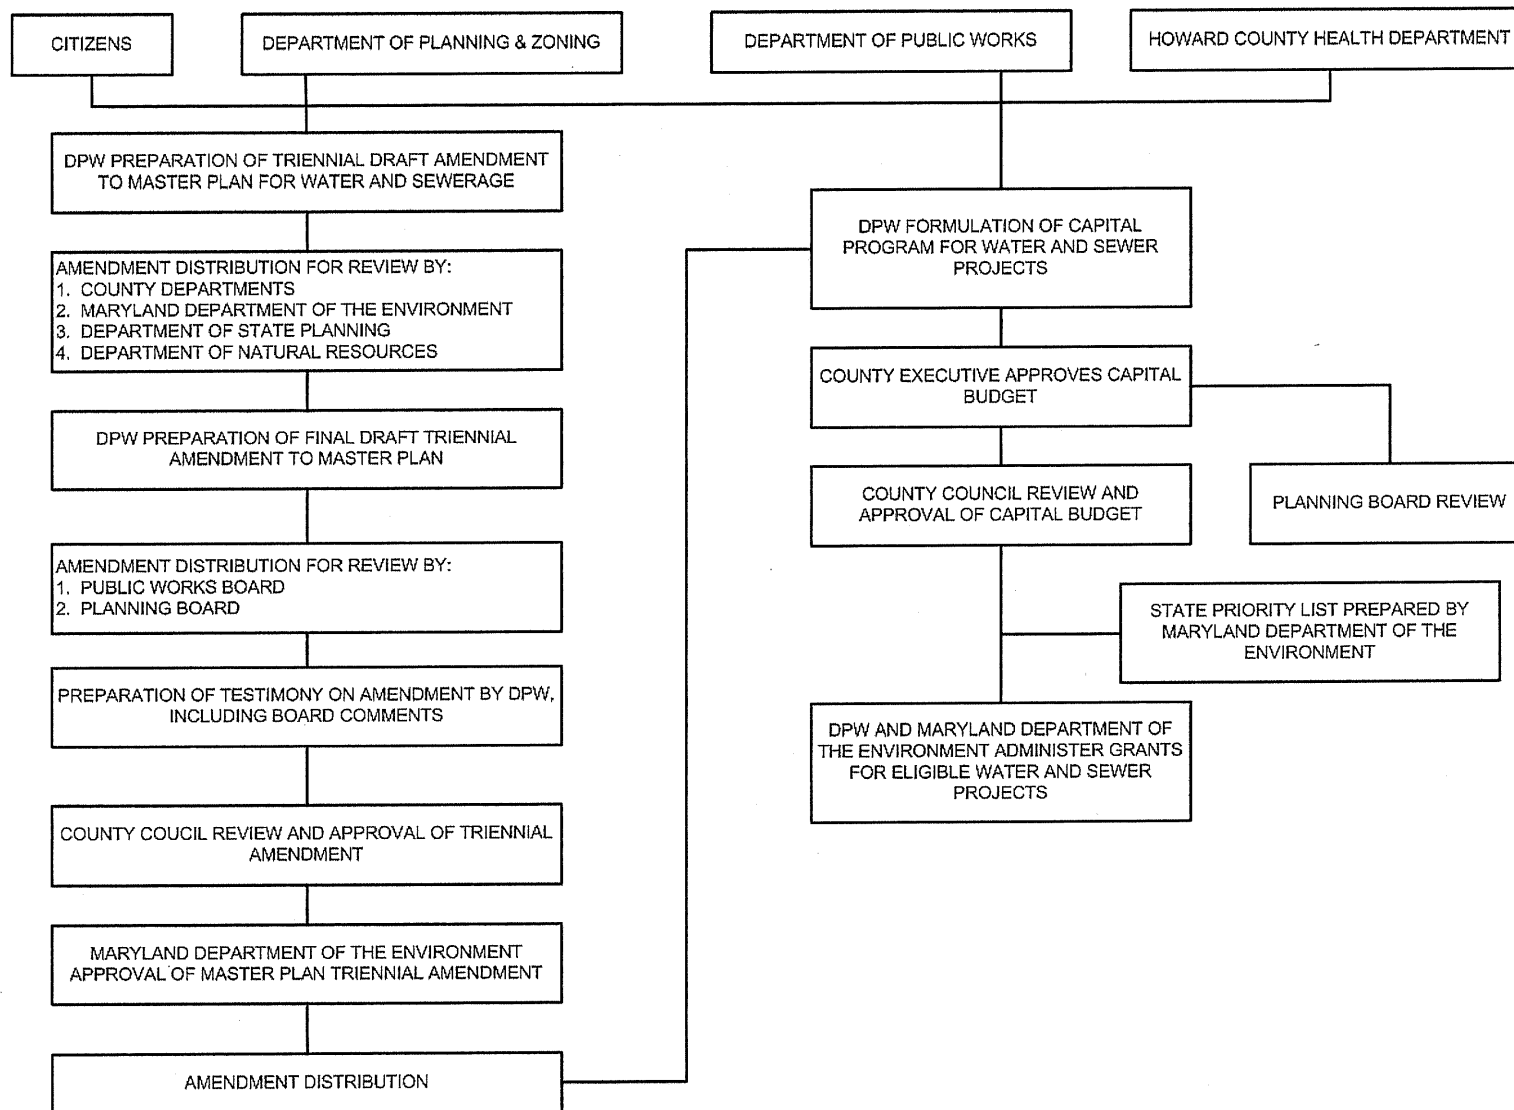 CITIZENS
DEPARTMENT OF PLANNING & ZONING
DEPARTMENT OF PUBLIC WORKS
HOWARD COUNTY HEALTH DEPARTMENT
DPW PREPARATION OF TRIENNIAL DRAFT AMENDMENT
TO MASTER PLAN FOR WATER AND SEWERAGE
AMENDMENT DISTRIBUTION FOR REVIEW BY:
1. COUNTY DEPARTMENTS
2. MARYLAND DEPARTMENT OF THE ENVIRONMENT
3. DEPARTMENT OF STATE PLANNING
4. DEPARTMENT OF NATURAL RESOURCES
DPW PREPARATION OF FINAL DRAFT TRIENNIAL
AMENDMENT TO MASTER PLAN
AMENDMENT DISTRIBUTION FOR REVIEW BY:
1. PUBLIC WORKS BOARD
2. PLANNING BOARD
PREPARATION OF TESTIMONY ON AMENDMENT BY DPW,
INCLUDING BOARD COMMENTS
COUNTY COUCIL REVIEW AND APPROVAL OF TRIENNIAL
AMENDMENT
MARYLAND DEPARTMENT OF THE ENVIRONMENT
APPROVAL OF MASTER PLAN TRIENNIAL AMENDMENT
AMENDMENT DISTRIBUTION
DPW FORMULATION OF CAPITAL
PROGRAM FOR WATER AND SEWER
PROJECTS
COUNTY EXECUTIVE APPROVES CAPITAL
BUDGET
COUNTY COUNCIL REVIEW AND
APPROVAL OF CAPITAL BUDGET
PLANNING BOARD REVIEW
STATE PRIORITY LIST PREPARED BY
MARYLAND DEPARTMENT OF THE
ENVIRONMENT
DPW AND MARYLAND DEPARTMENT OF
THE ENVIRONMENT ADMINISTER GRANTS
FOR ELIGIBLE WATER AND SEWER
PROJECTS